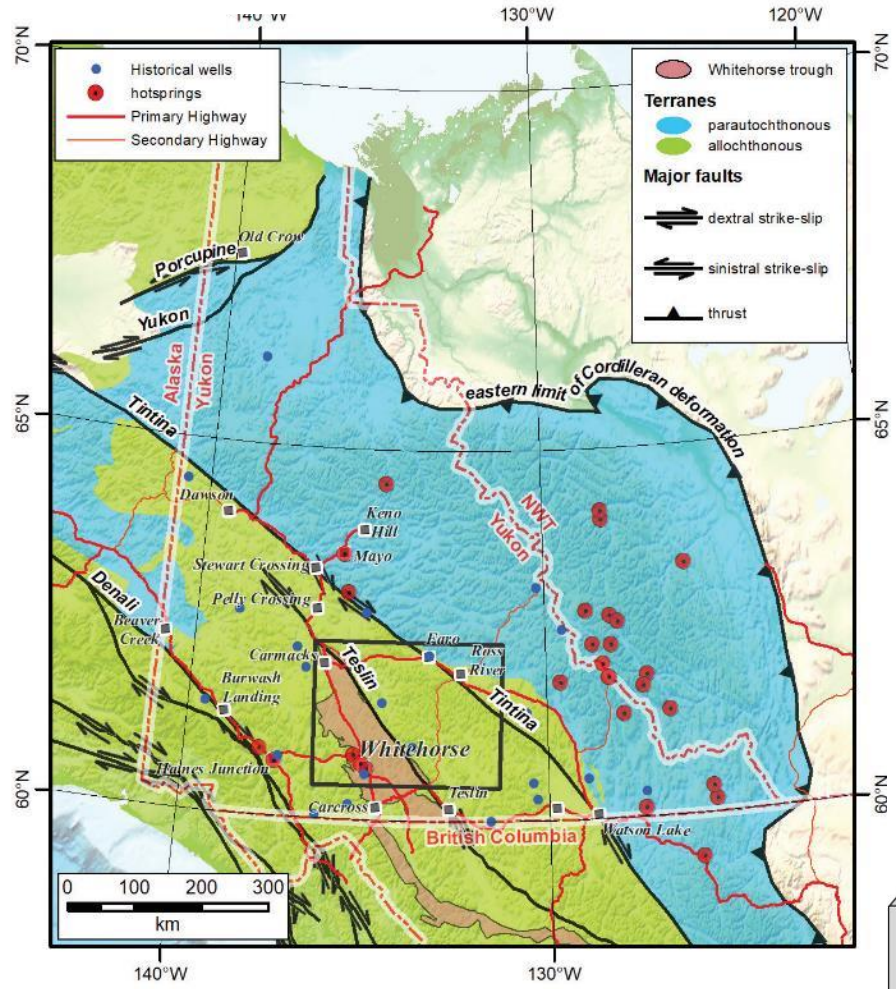 140°W
130°W
120°W
70°N
70°N
Historical wells
hotsprings
Primary Highway
Secondary Highway
Whitehorse trough
Terranes
parautochthonous
allochthonous
Major faults
dextral strike-slip
sinistral strike-slip
thrust
Old Crow
Porcupine
Yukon
Alaska
Yukon
eastern limit of Cordilleran deformation
65°N
65°N
Tintina
Dawson
Keno
Hill
Mayo
NWT
Yukon
Stewart Crossing
Pelly Crossing
Denali
Beaver
Creek
Faro
Ross
River
Carmacks
Teslin
Burwash
Landing
Tintina
Whitehorse
Haines Junction
60°N
60°N
Carcross
Teslin
Watson Lake
British Columbia
0 100 200 300
km
140°W
130°W